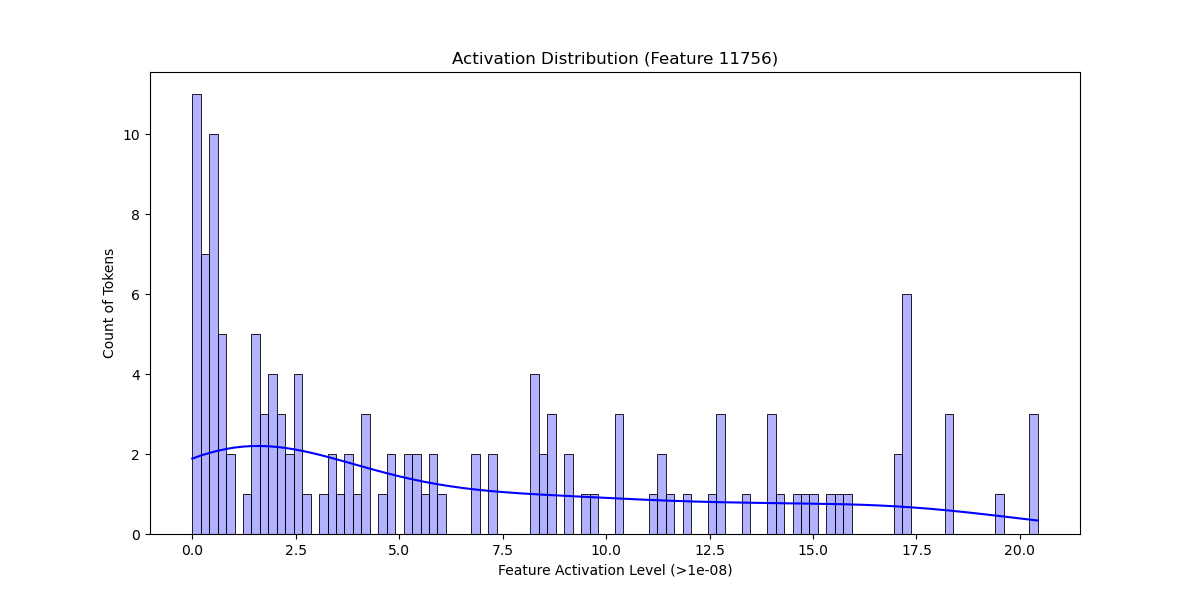 Activation Distribution (Feature 11756)
Count of Tokens
10
8
6
4
2
0
0.0 2.5 5.0 7.5 10.0 12.5 15.0 17.5 20.0
Feature Activation Level (>1e-08)